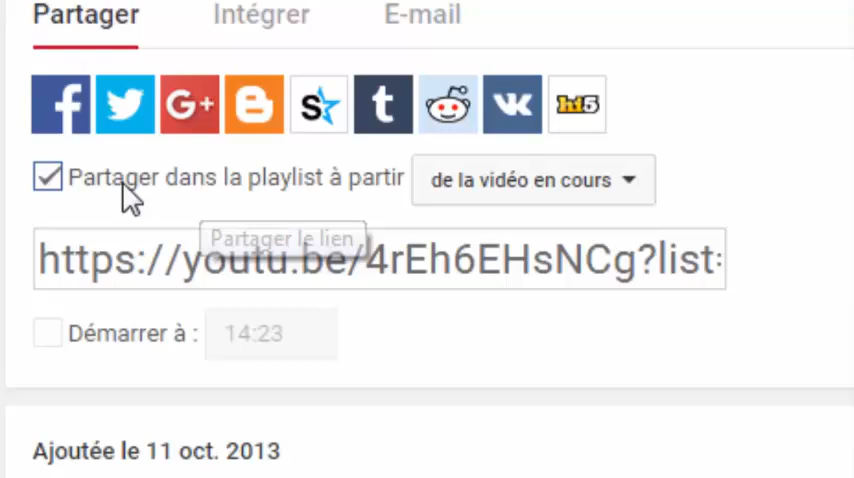 Partager Intégrer E-mail
f G+ B S t hi5
Partager dans la playlist à partir de la vidéo en cours
Partager le lien
https://youtu.be/4rEh6EHsNCg?list=
Démarrer à : 14:23
Ajoutée le 11 oct. 2013